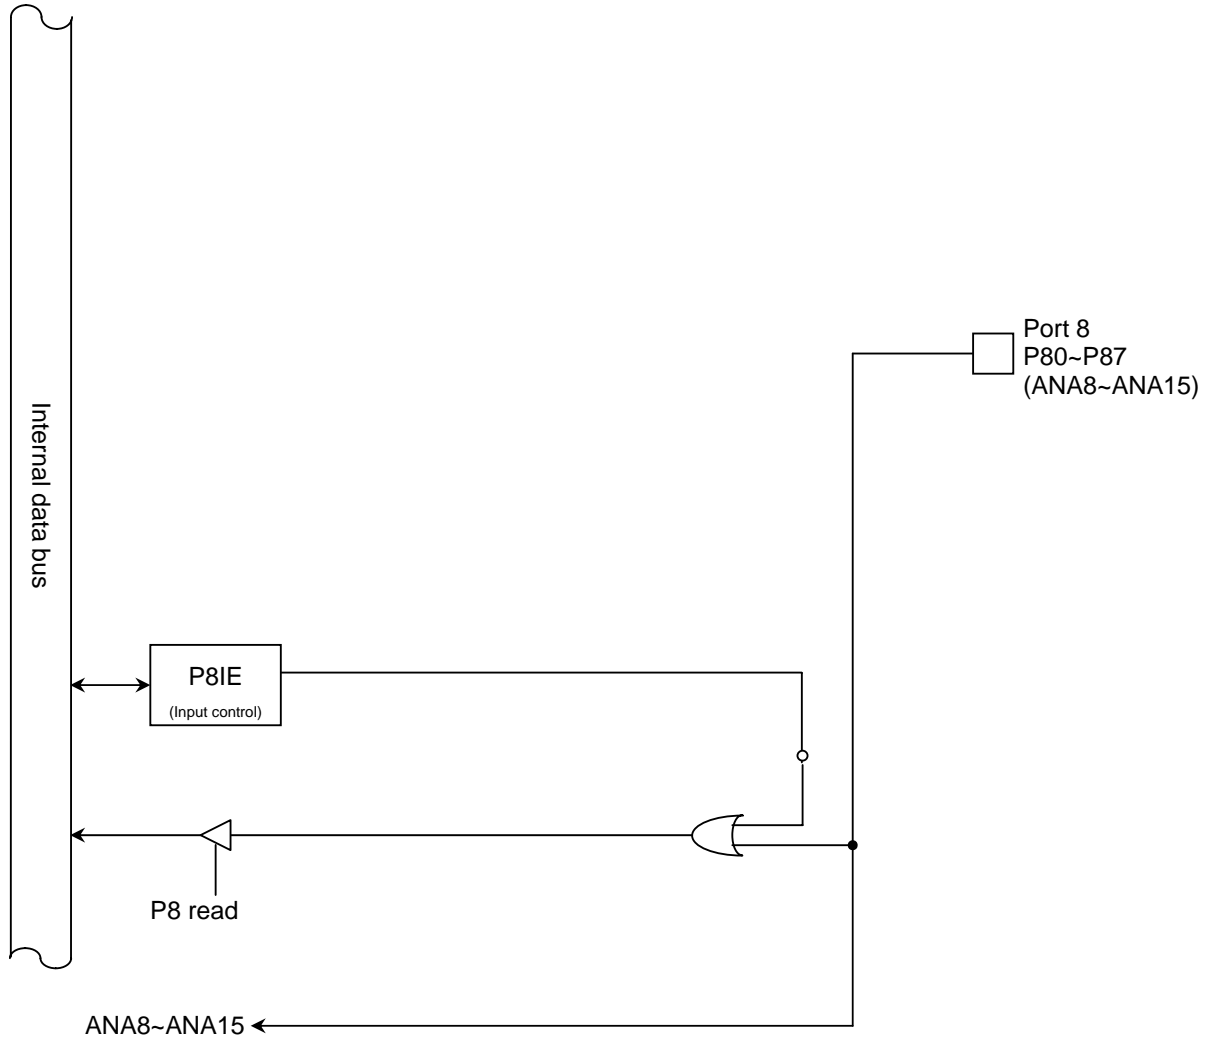 Port 8
P80~P87
(ANA8~ANA15)
Internal data bus
P8IE
(Input control)
P8 read
ANA8~ANA15